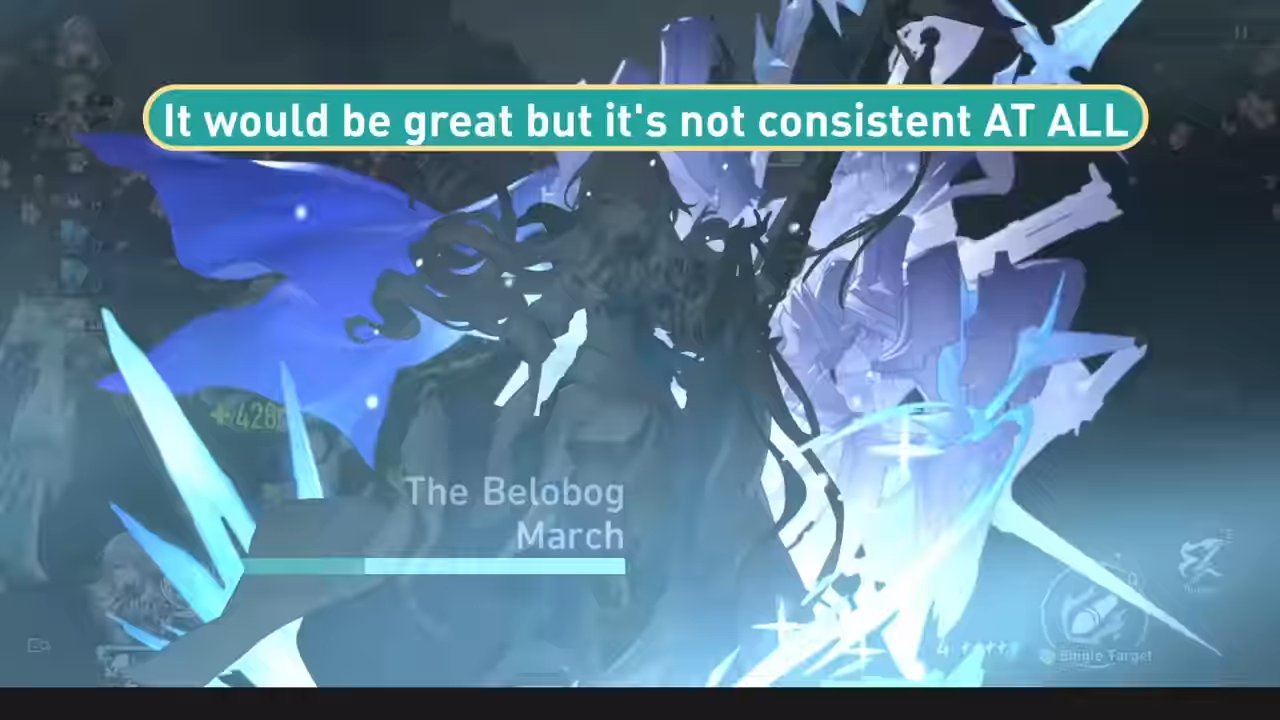 It would be great but it's not consistent AT ALL
The Belobog
March
Single Target